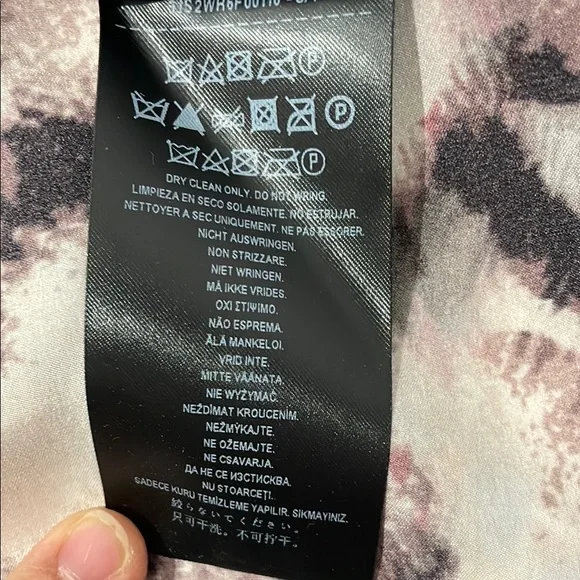 DRY CLEAN ONLY. DO NOT WRING.
LIMPIEZA EN SECO SOLAMENTE. NO ESTRUJAR.
NETTOYER A SEC UNIQUEMENT. NE PAS ESSORER.
NICHT AUSWRINGEN.
NON STRIZZARE.
NIET WRINGEN.
MÅ IKKE VRIDES.
OXI ΣΤΙΨΙΜΟ.
NÃO ESPREMA.
ÄLÄ MANKELOI.
VRID INTE.
MITTE VÄÄNATA.
NIE WYŻYMAĆ.
NEŽDÍMAT KROUCENÍM.
NEŽMÝKAJTE.
NE OŽEMAJTE.
NE CSAVARJA.
ДА НЕ СЕ ИЗСТИСКВА.
NU STOARCEŢI.
SADECE KURU TEMİZLEME YAPILIR. SIKMAYINIZ.
絞らないでください。
只可干洗。不可拧干。